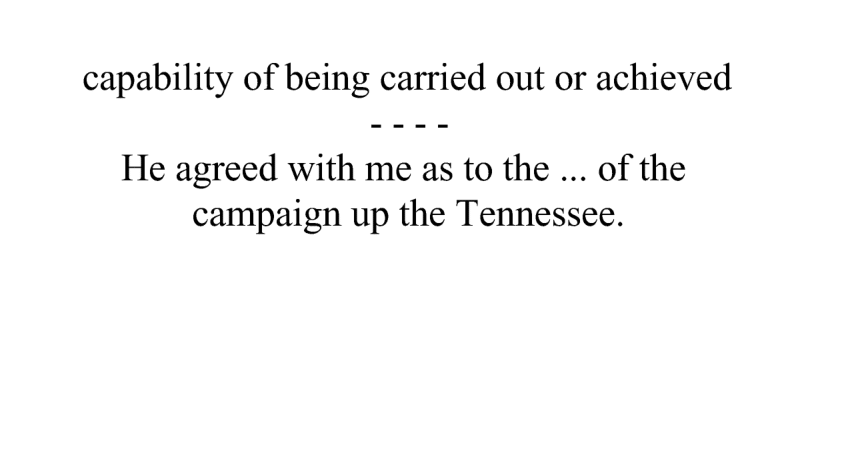 capability of being carried out or achieved
- - - -
He agreed with me as to the ... of the
campaign up the Tennessee.